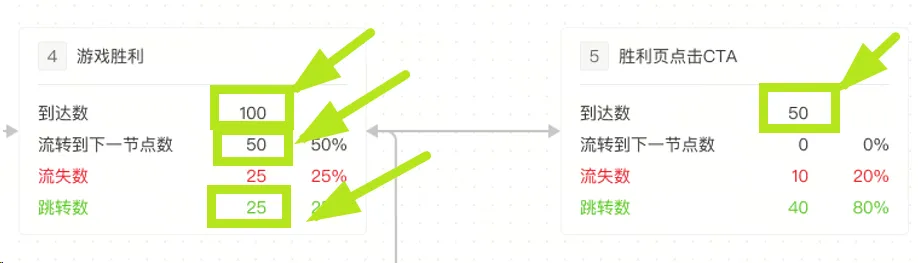 4 游戏胜利
到达数 100
流转到下一节点数 50 50%
流失数 25 25%
跳转数 25
5 胜利页点击CTA
到达数 50
流转到下一节点数 0 0%
流失数 10 20%
跳转数 40 80%